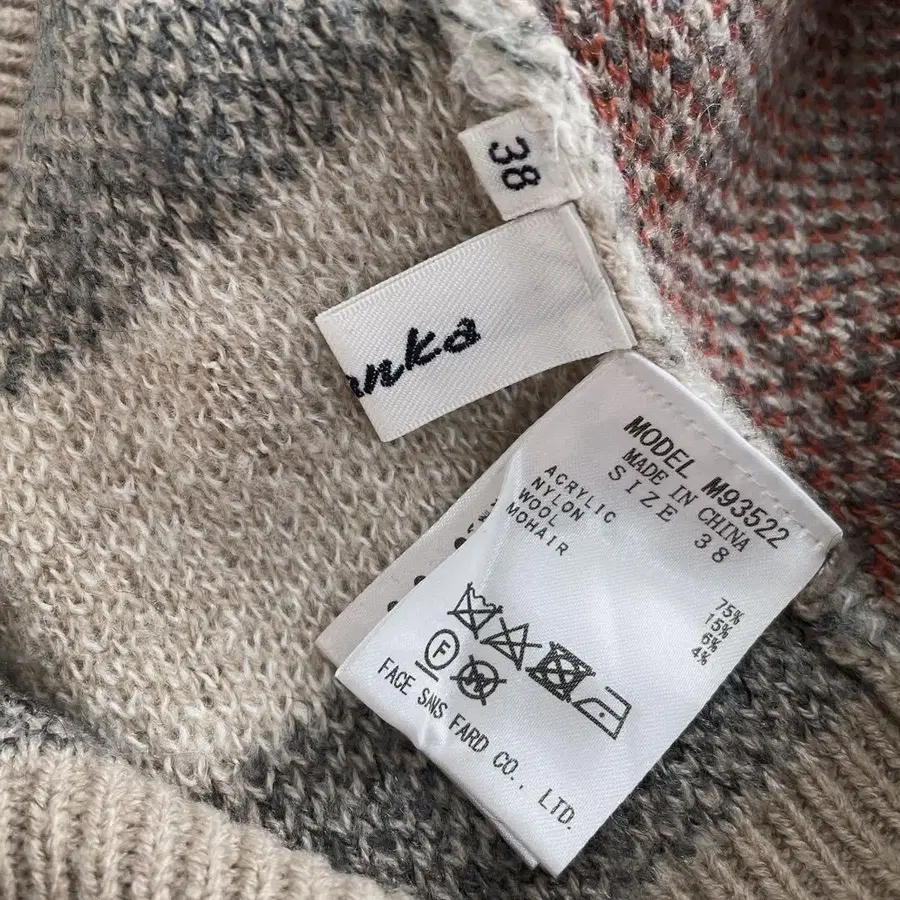 38
anka
MODEL M93522
MADE IN CHINA
SIZE 38
ACRYLIC 75%
NYLON 15%
WOOL 6%
MOHAIR 4%
F
FACE SANS FARD CO., LTD.